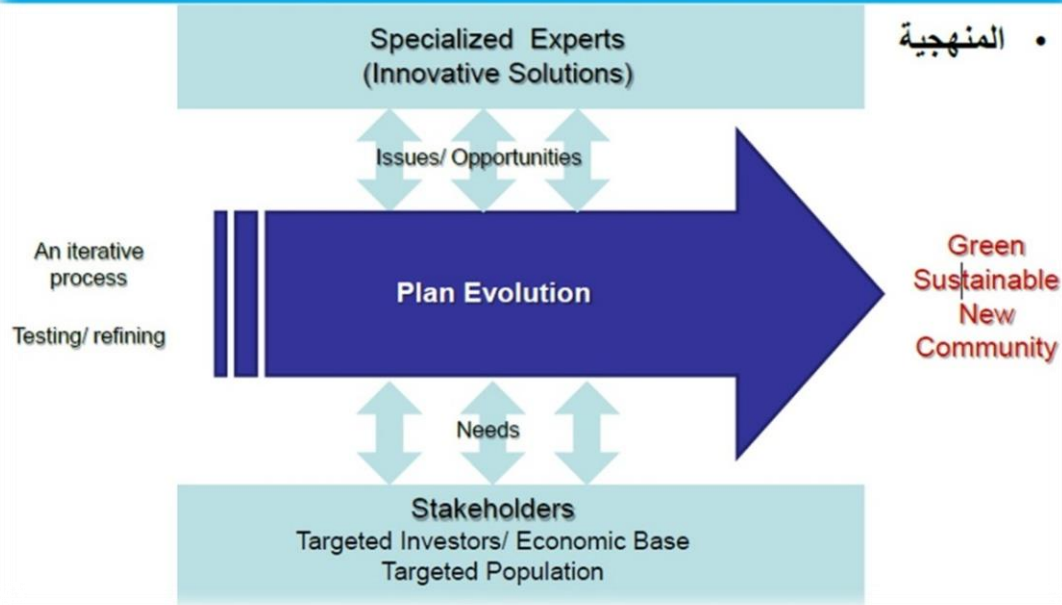 • المنهجية
Specialized Experts
(Innovative Solutions)
Issues/ Opportunities
An iterative
process
Testing/ refining
Plan Evolution
Green
Sustainable
New
Community
Needs
Stakeholders
Targeted Investors/ Economic Base
Targeted Population